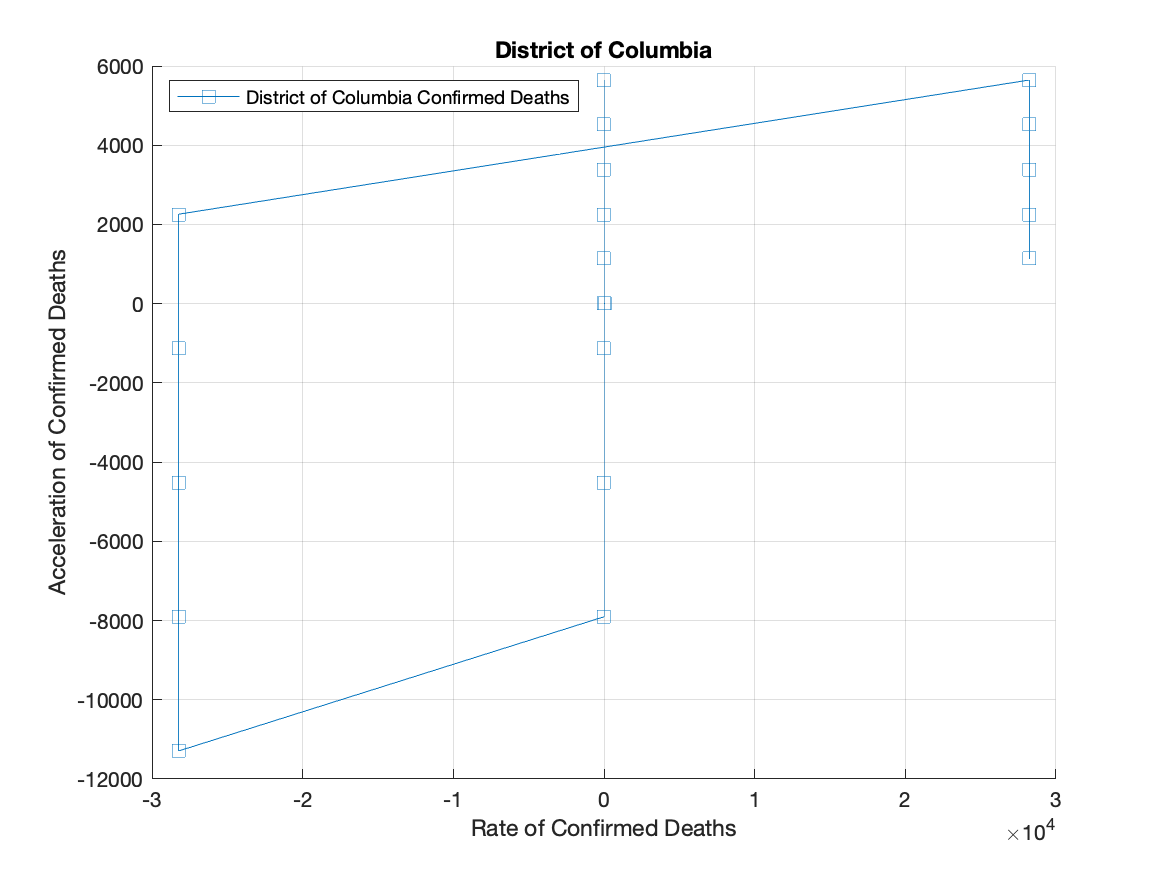 District of Columbia
District of Columbia Confirmed Deaths
6000
4000
2000
0
-2000
-4000
-6000
-8000
-10000
-12000
Acceleration of Confirmed Deaths
-3 -2 -1 0 1 2 3
×10^4
Rate of Confirmed Deaths